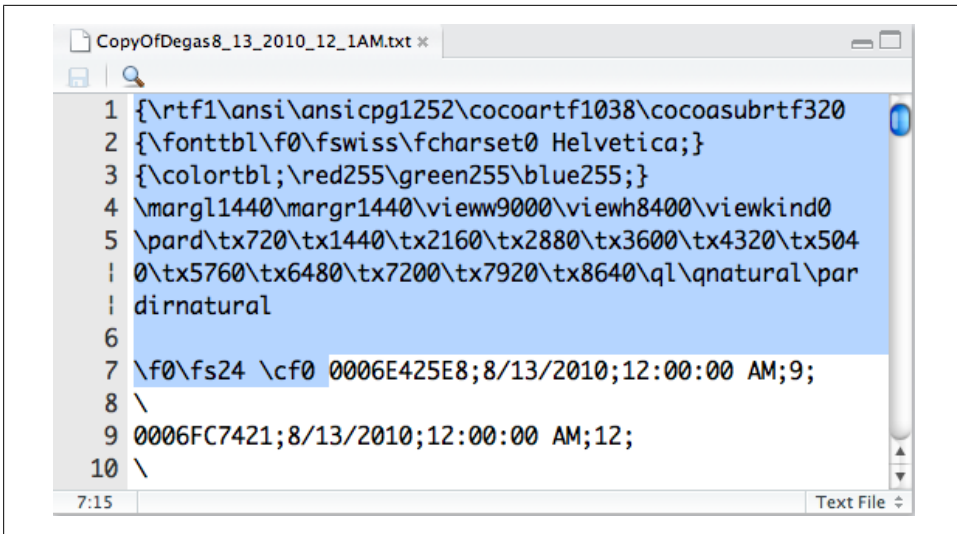 CopyOfDegas8_13_2010_12_1AM.txt
1 {\rtf1\ansi\ansicpg1252\cocoartf1038\cocoasubrtf320
2 {\fonttbl\f0\fswiss\fcharset0 Helvetica;}
3 {\colortbl;\red255\green255\blue255;}
4 \margl1440\margr1440\vieww9000\viewh8400\viewkind0
5 \pard\tx720\tx1440\tx2160\tx2880\tx3600\tx4320\tx504
0\tx5760\tx6480\tx7200\tx7920\tx8640\ql\qnatural\par
dirnatural
6
7 \f0\fs24 \cf0 0006E425E8;8/13/2010;12:00:00 AM;9;
8 \
9 0006FC7421;8/13/2010;12:00:00 AM;12;
10 \
7:15 Text File